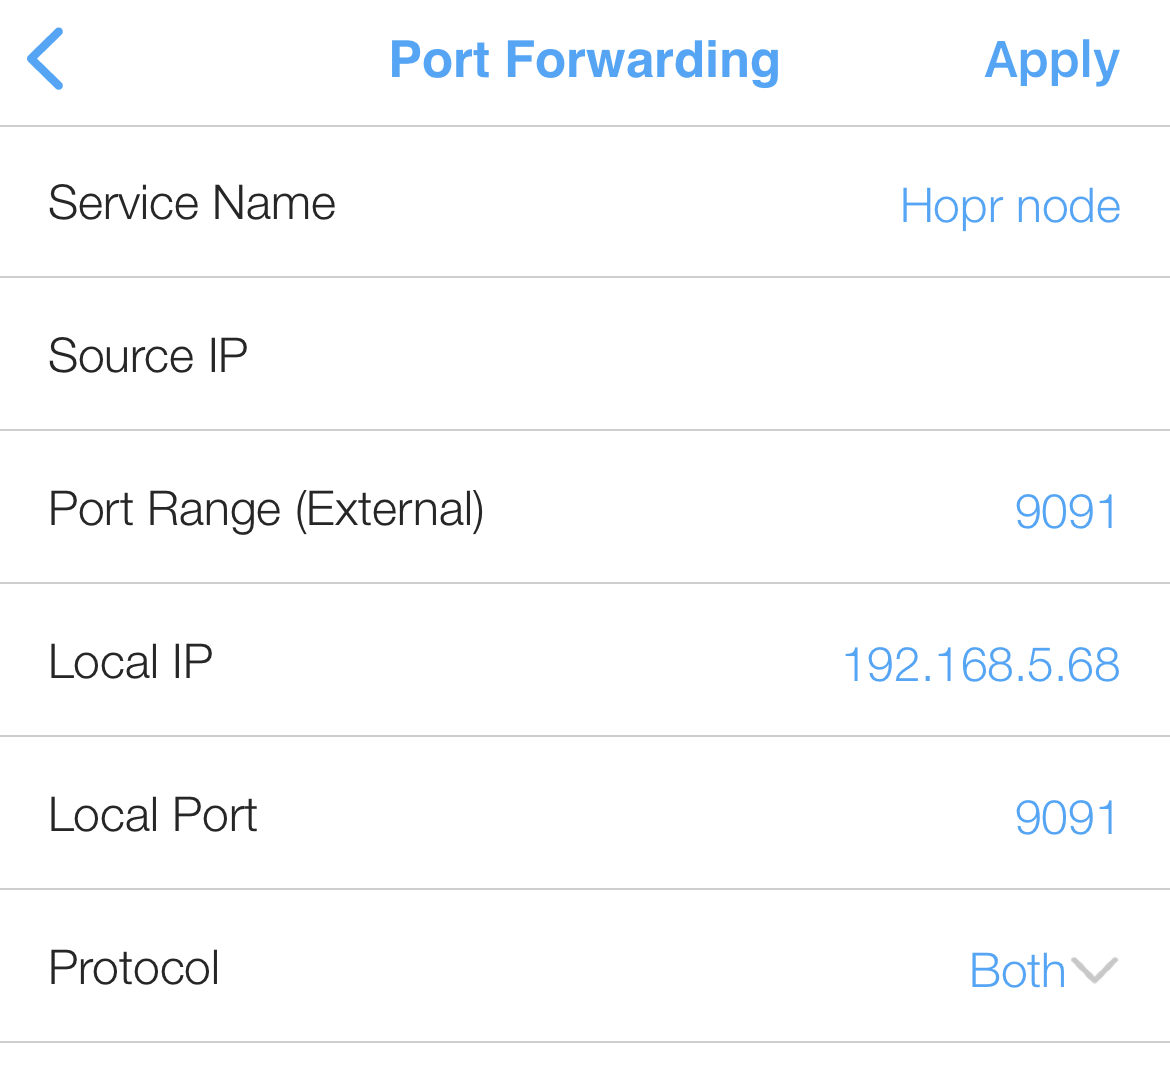 Port Forwarding Apply
Service Name Hopr node
Source IP
Port Range (External) 9091
Local IP 192.168.5.68
Local Port 9091
Protocol Both